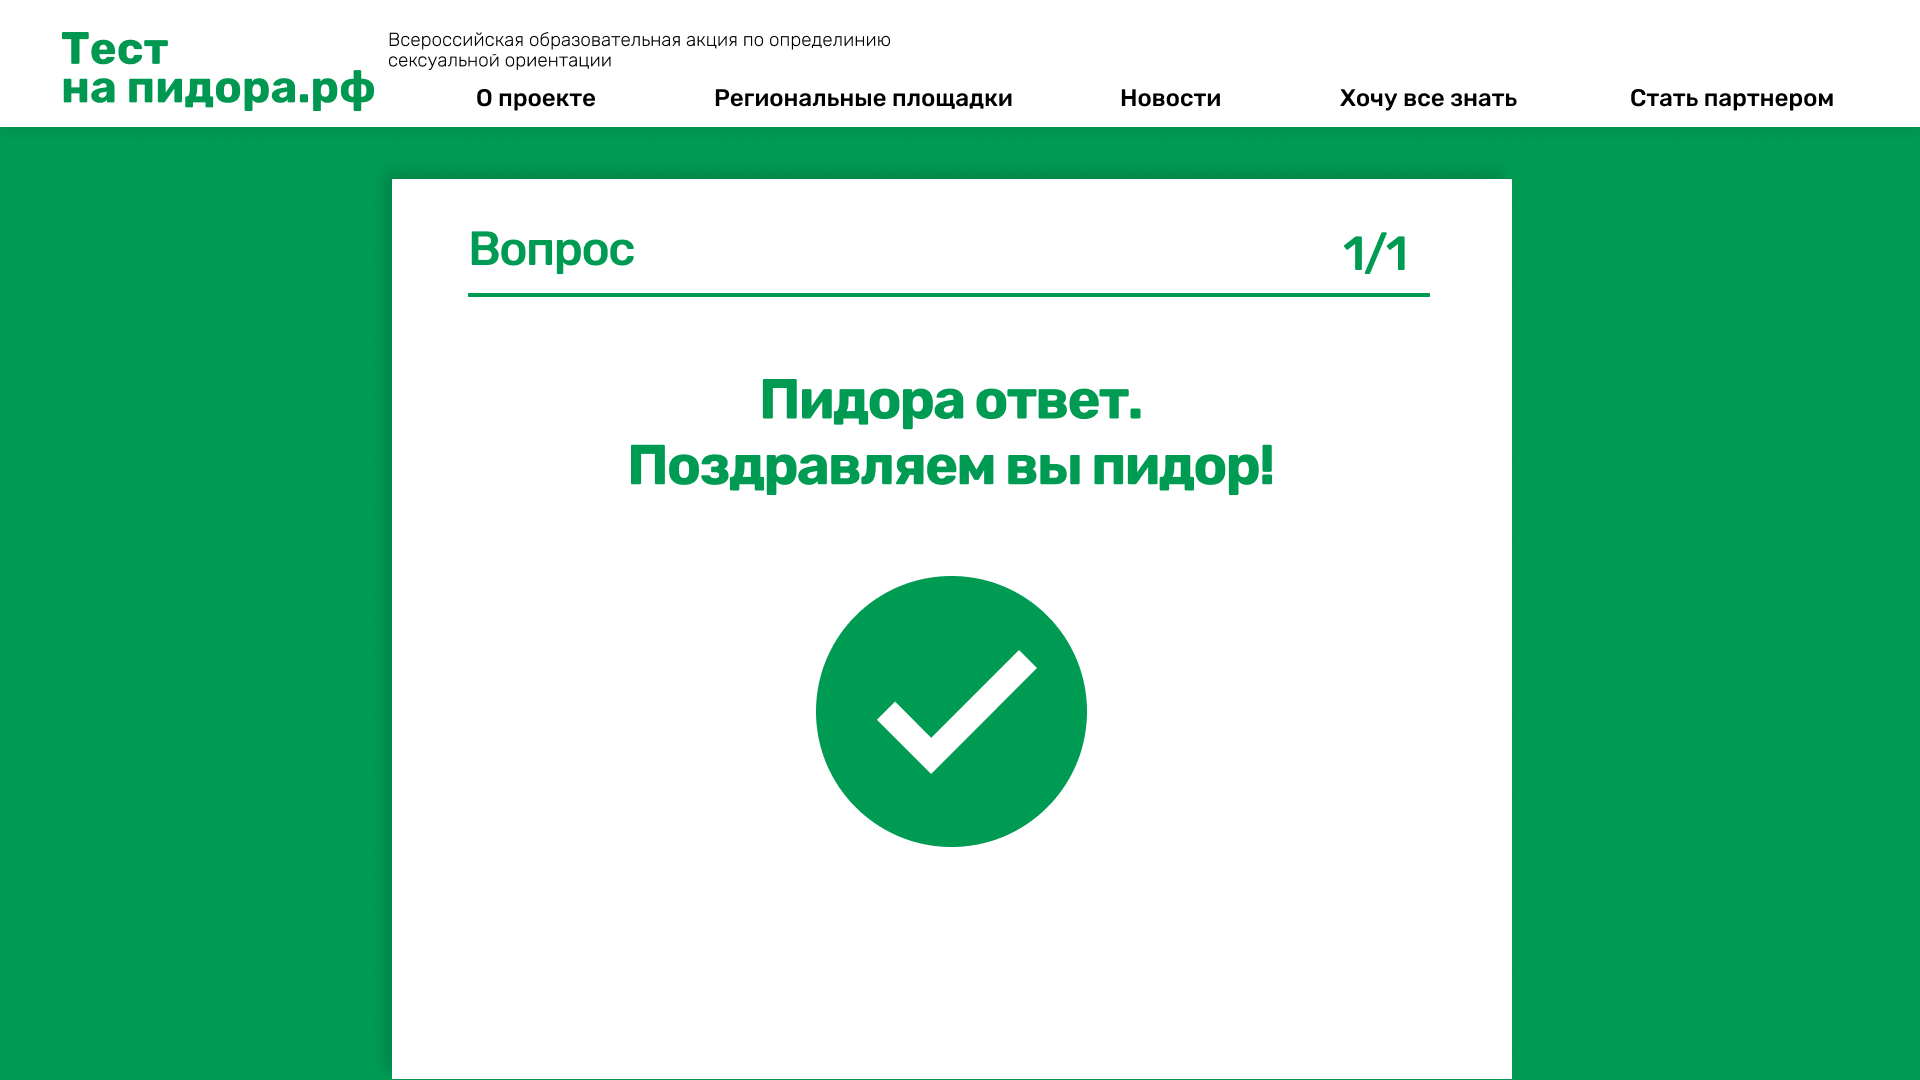 Тест
на пидора.рф
Всероссийская образовательная акция по определинию
сексуальной ориентации
О проекте
Региональные площадки
Новости
Хочу все знать
Стать партнером
Вопрос
1/1
Пидора ответ.
Поздравляем вы пидор!